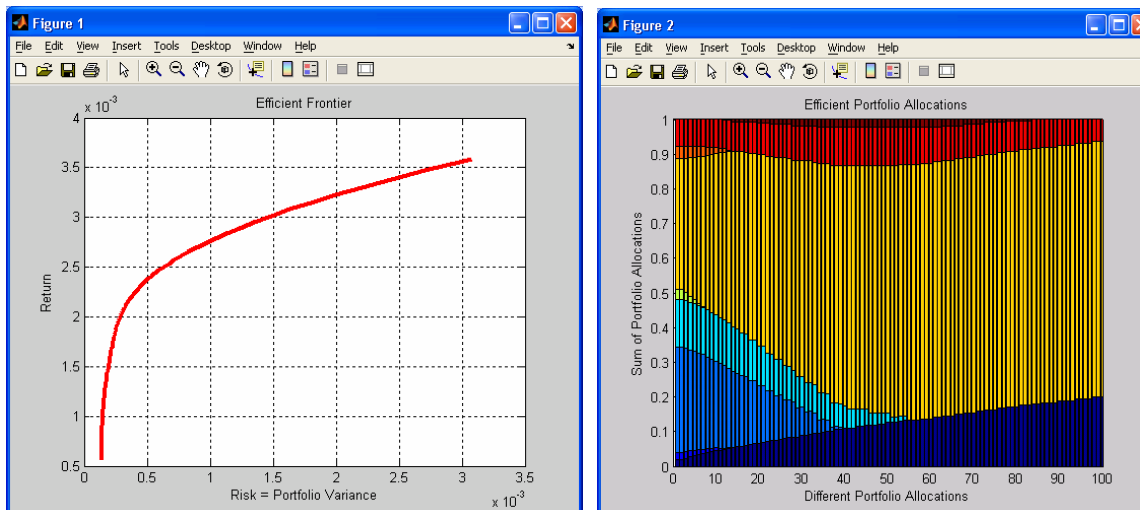 Figure 1
File Edit View Insert Tools Desktop Window Help
Efficient Frontier
x 10^-3
4
3.5
3
2.5
2
1.5
1
0.5
Return
0 0.5 1 1.5 2 2.5 3 3.5
x 10^-3
Risk = Portfolio Variance
Figure 2
File Edit View Insert Tools Desktop Window Help
Efficient Portfolio Allocations
1
0.9
0.8
0.7
0.6
0.5
0.4
0.3
0.2
0.1
0
Sum of Portfolio Allocations
0 10 20 30 40 50 60 70 80 90 100
Different Portfolio Allocations